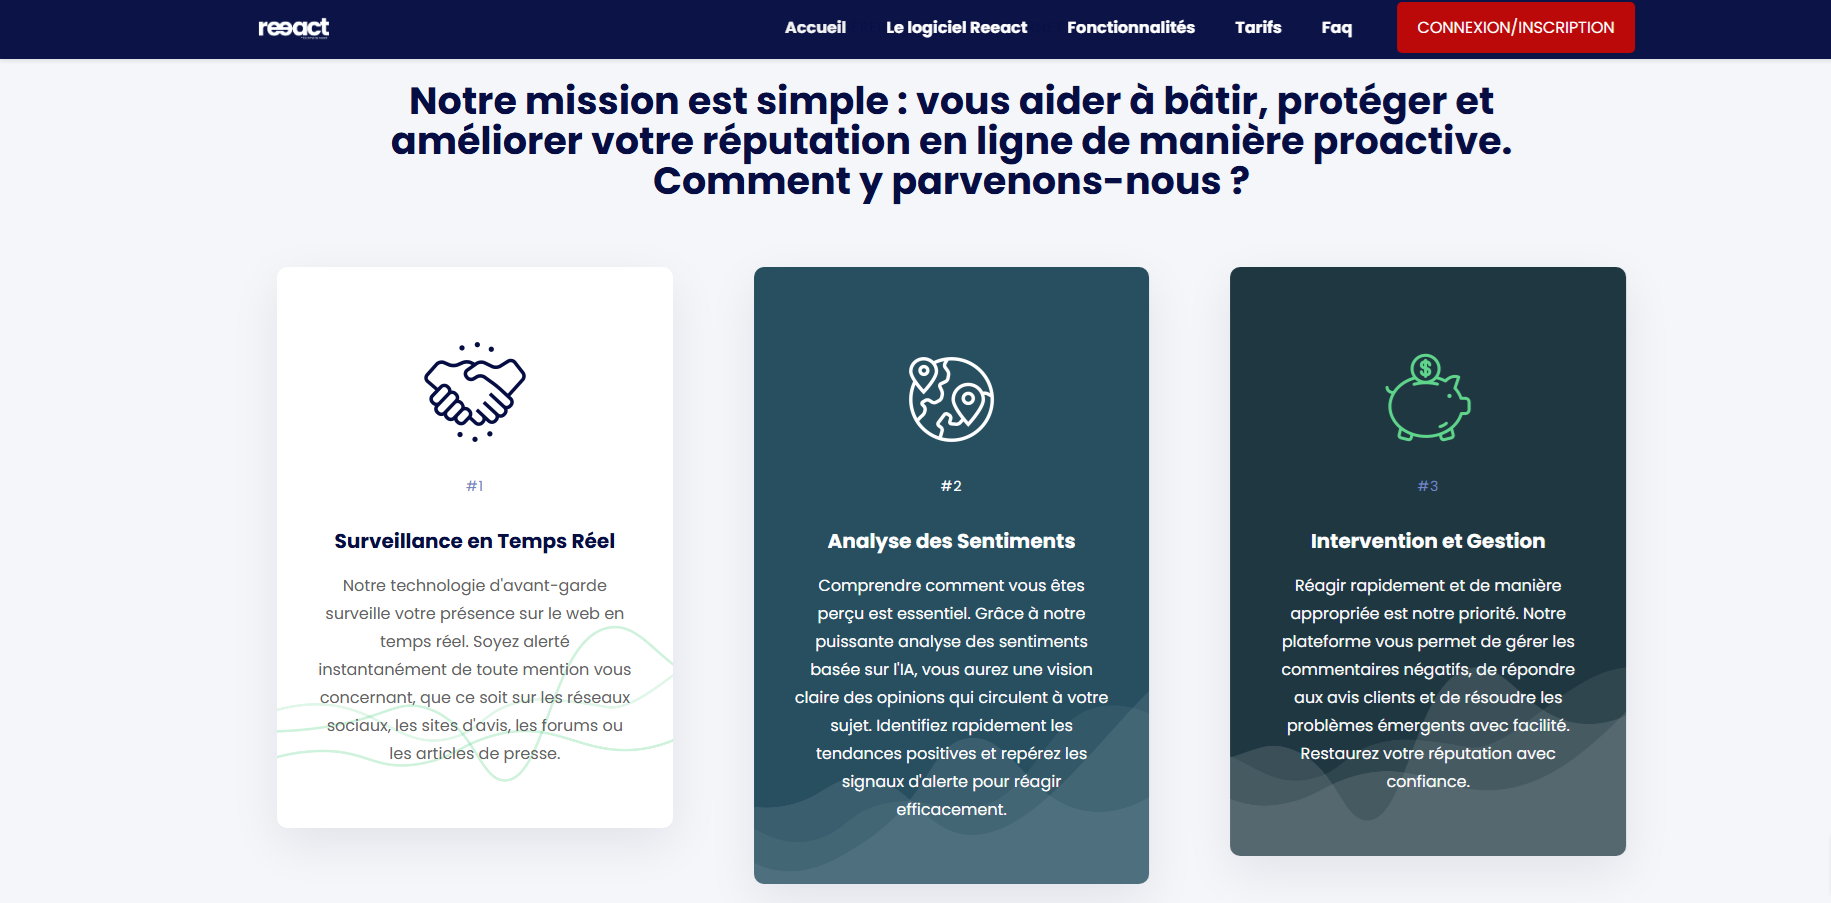 reeact
Accueil
Le logiciel Reeact
Fonctionnalités
Tarifs
Faq
CONNEXION/INSCRIPTION
Notre mission est simple : vous aider à bâtir, protéger et
améliorer votre réputation en ligne de manière proactive.
Comment y parvenons-nous ?
#1
Surveillance en Temps Réel
Notre technologie d'avant-garde
surveille votre présence sur le web en
temps réel. Soyez alerté
instantanément de toute mention vous
concernant, que ce soit sur les réseaux
sociaux, les sites d'avis, les forums ou
les articles de presse.
#2
Analyse des Sentiments
Comprendre comment vous êtes
perçu est essentiel. Grâce à notre
puissante analyse des sentiments
basée sur l'IA, vous aurez une vision
claire des opinions qui circulent à votre
sujet. Identifiez rapidement les
tendances positives et repérez les
signaux d'alerte pour réagir
efficacement.
#3
Intervention et Gestion
Réagir rapidement et de manière
appropriée est notre priorité. Notre
plateforme vous permet de gérer les
commentaires négatifs, de répondre
aux avis clients et de résoudre les
problèmes émergents avec facilité.
Restaurez votre réputation avec
confiance.